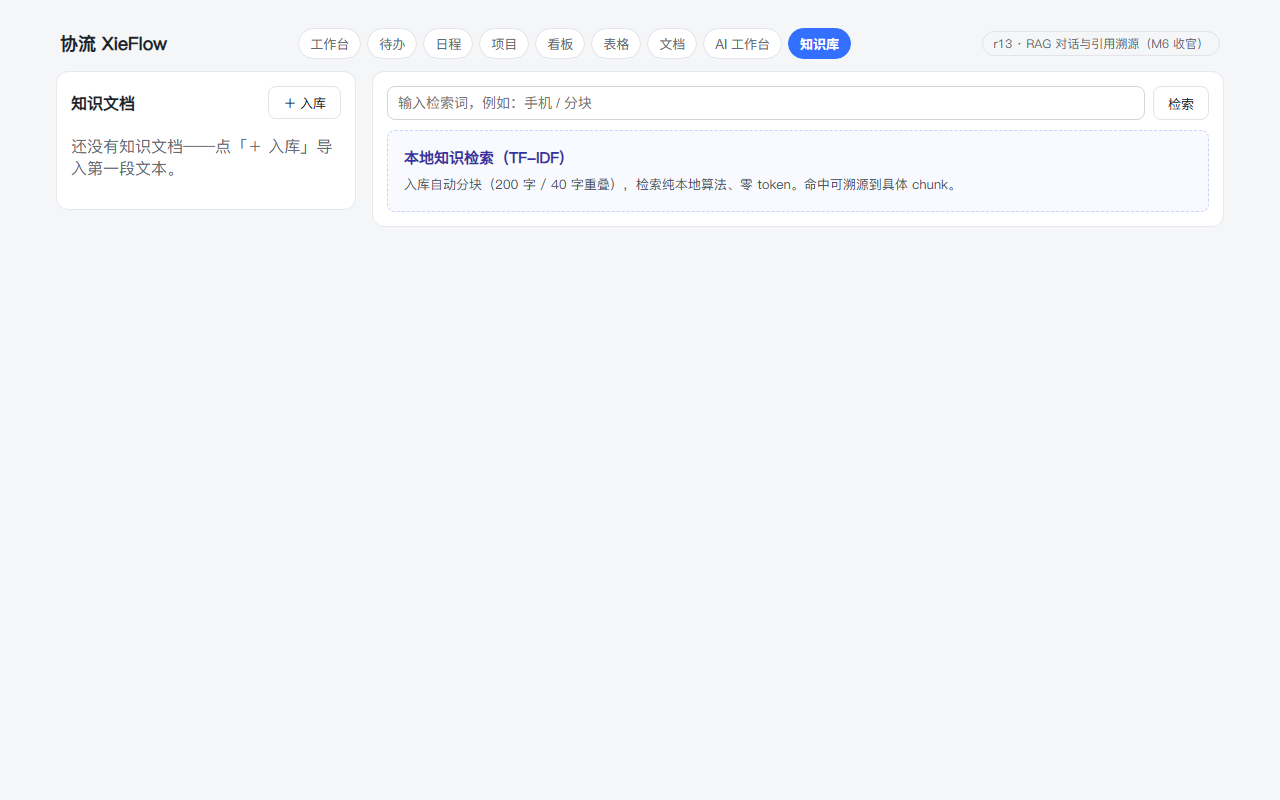 协流 XieFlow
工作台
待办
日程
项目
看板
表格
文档
AI 工作台
知识库
r13 · RAG 对话与引用溯源（M6 收官）
知识文档
＋ 入库
还没有知识文档——点「＋ 入库」导
入第一段文本。
输入检索词，例如：手机 / 分块
检索
本地知识检索（TF-IDF）
入库自动分块（200 字 / 40 字重叠），检索纯本地算法、零 token。命中可溯源到具体 chunk。